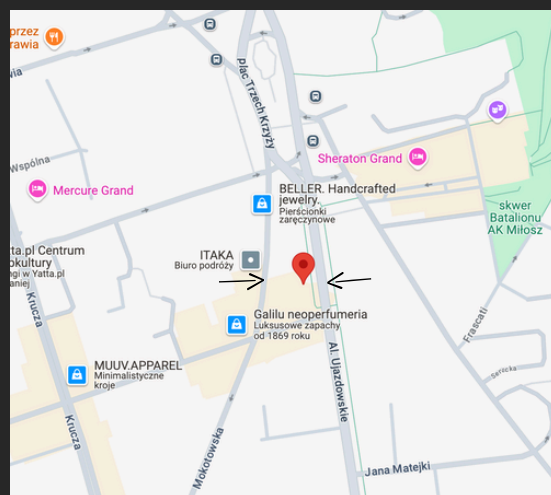 przez
rawia
wia
plac Trzech Krzyży
Wspólna
Mercure Grand
Sheraton Grand
BELLER. Handcrafted
jewelry.
Pierścionki
zaręczynowe
skwer
Batalionu
AK Miłosz
tta.pl Centrum
okultury
ngi w Yatta.pl
aniej
ITAKA
Biuro podróży
Krucza
Galilu neoperfumeria
Luksusowe zapachy
od 1869 roku
Frascati
MUUV.APPAREL
Minimalistyczne
kroje
Al. Ujazdowskie
Krucza
Mokotowska
Jana Matejki